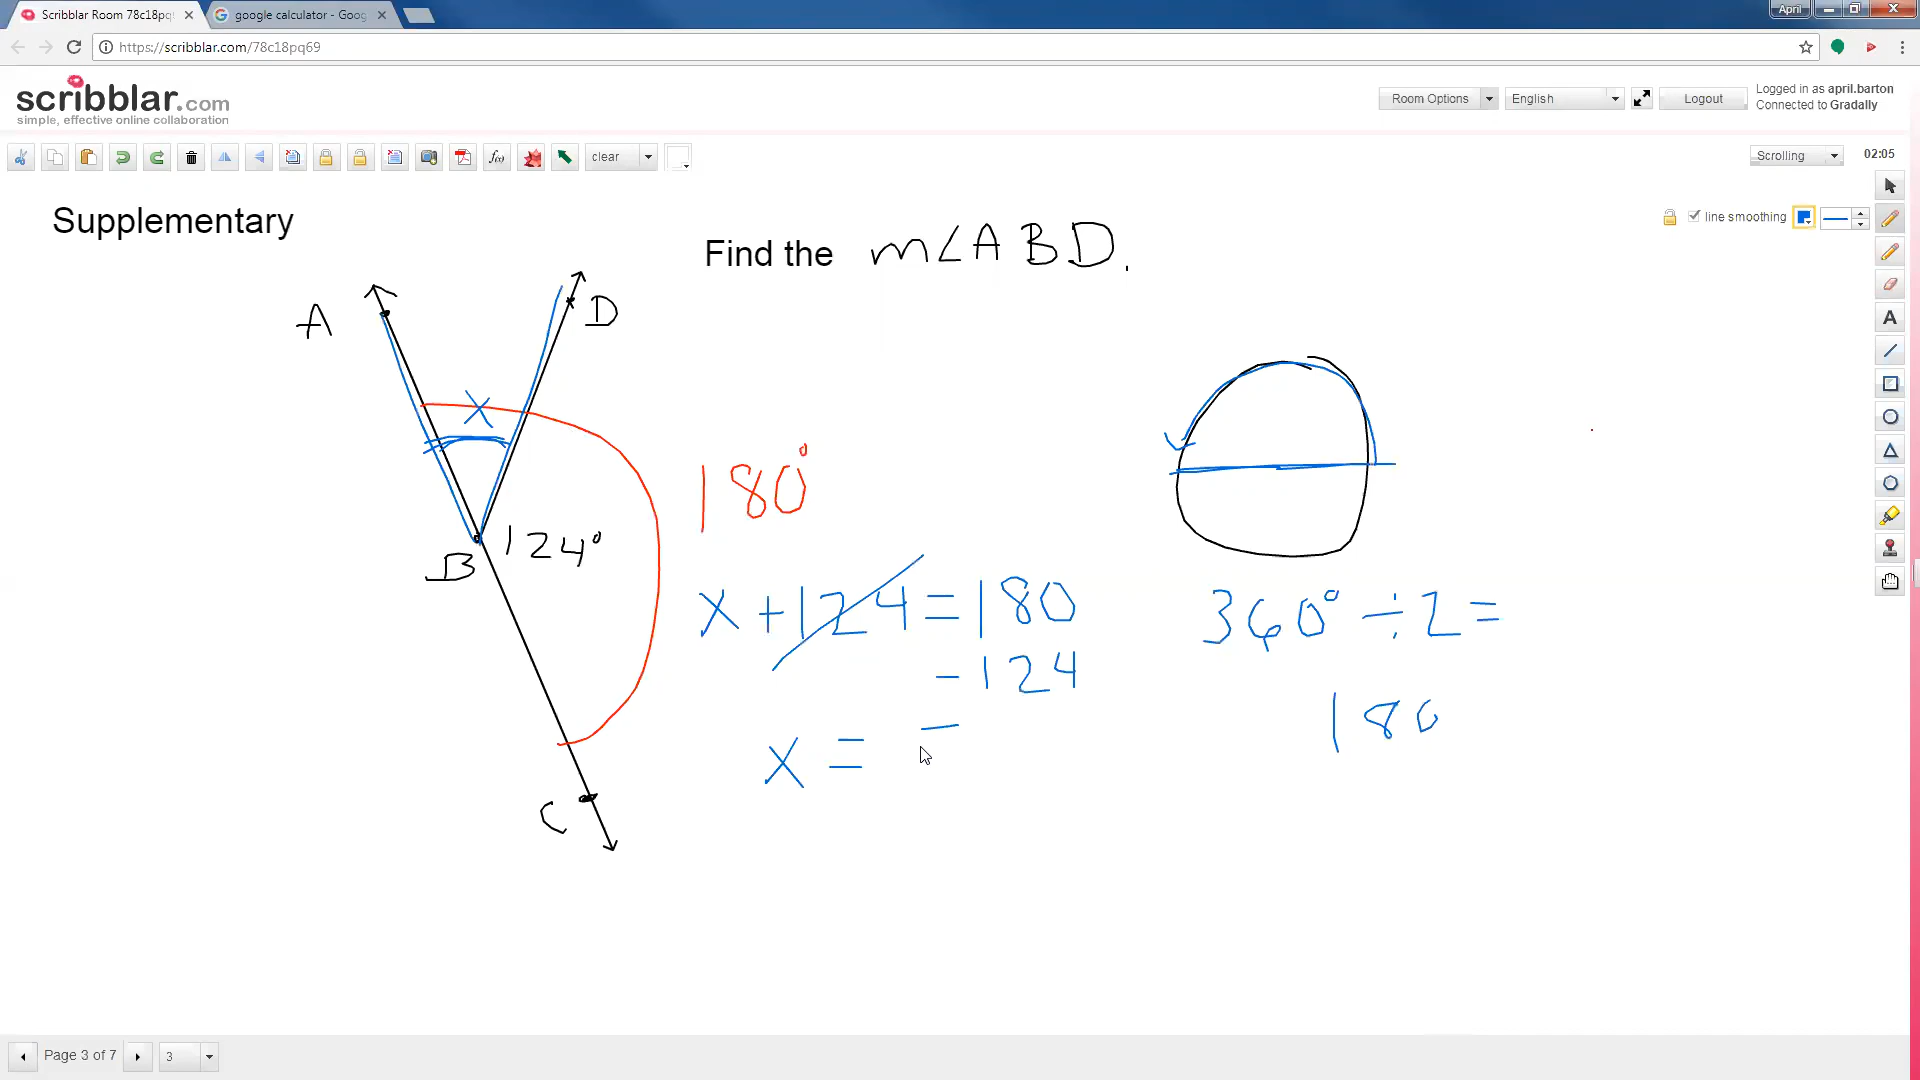 Scribblar Room 78c18pq
google calculator - Goog
April
https://scribblar.com/78c18pq69
scribblar.com
simple, effective online collaboration
Room Options
English
Logout
Logged in as april.barton
Connected to Gradally
f(x)
clear
Scrolling
02:05
line smoothing
A
Supplementary
Find the m∠ABD.
A
D
X
180°
B
124°
x + 124 = 180
- 124
x =
C
360° ÷ 2 =
180
Page 3 of 7
3